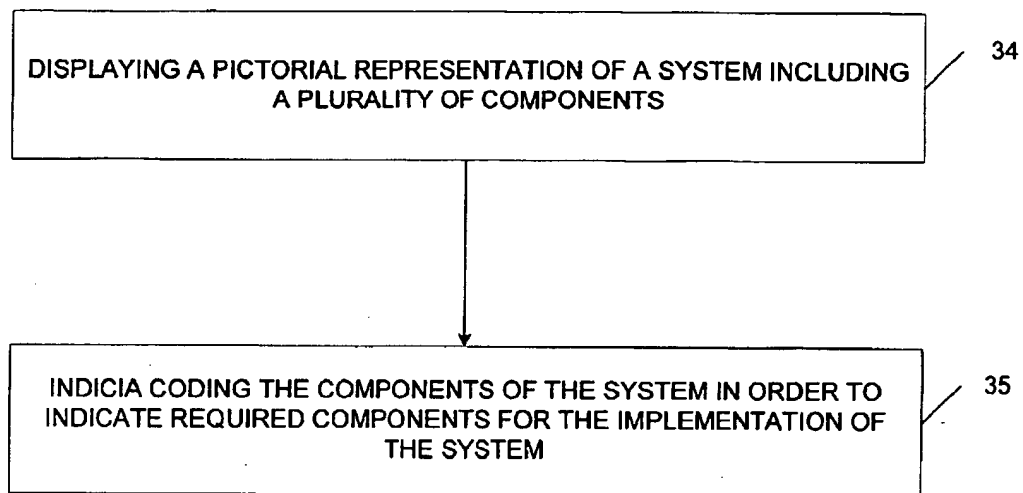 DISPLAYING A PICTORIAL REPRESENTATION OF A SYSTEM INCLUDING
A PLURALITY OF COMPONENTS
34
INDICIA CODING THE COMPONENTS OF THE SYSTEM IN ORDER TO
INDICATE REQUIRED COMPONENTS FOR THE IMPLEMENTATION OF
THE SYSTEM
35